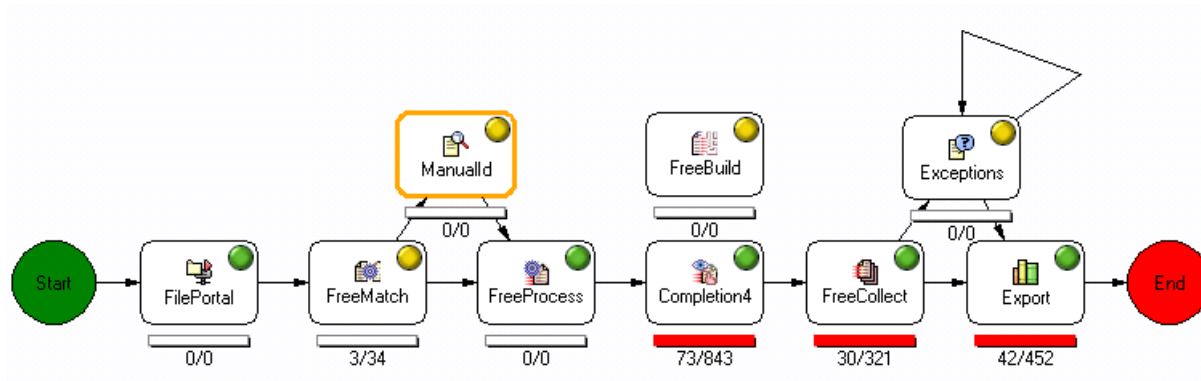 ManualId
0/0
FreeBuild
0/0
Exceptions
0/0
Start
FilePortal
0/0
FreeMatch
3/34
FreeProcess
0/0
Completion4
73/843
FreeCollect
30/321
Export
42/452
End